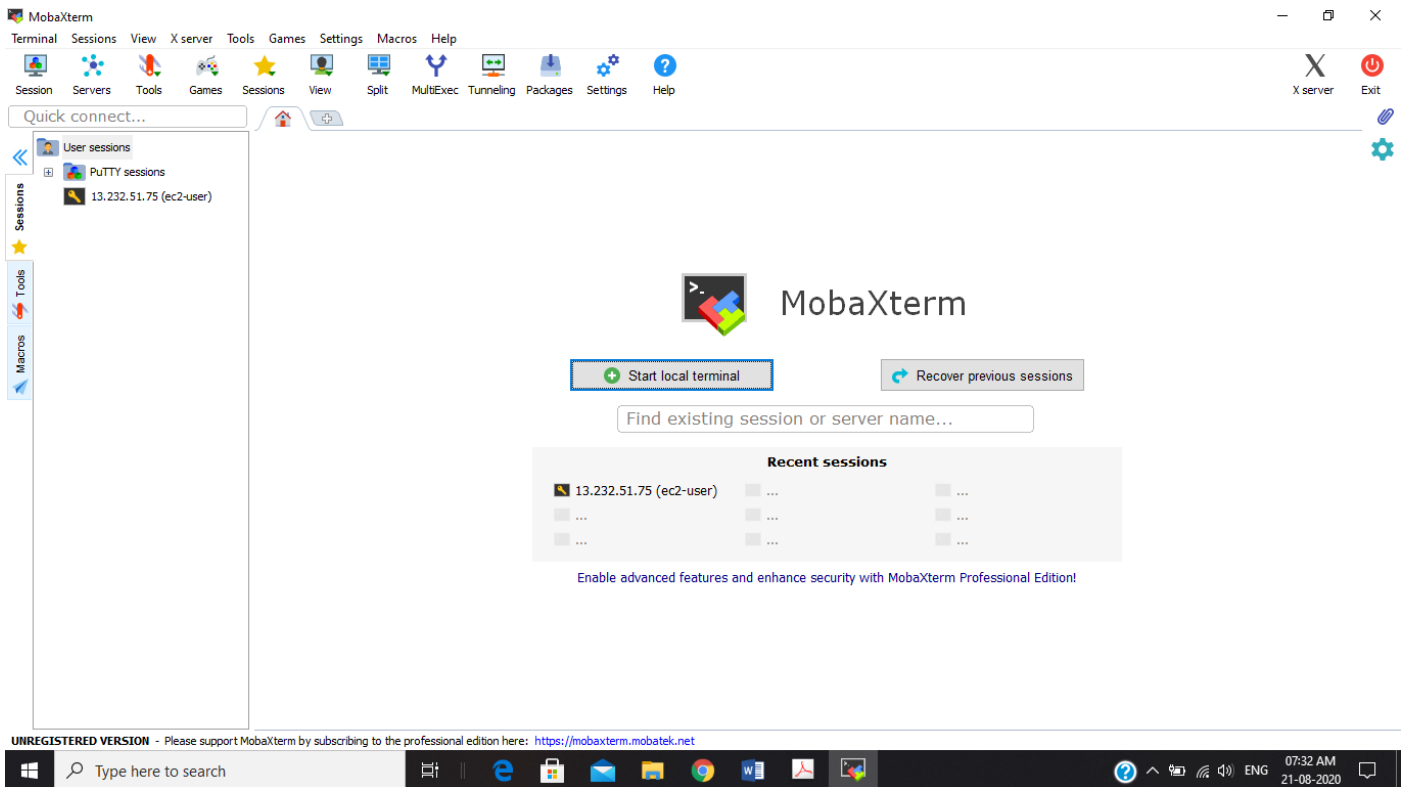 MobaXterm
Terminal Sessions View X server Tools Games Settings Macros Help
Session Servers Tools Games Sessions View Split MultiExec Tunneling Packages Settings Help X server Exit
Quick connect...
User sessions
PuTTY sessions
13.232.51.75 (ec2-user)
Sessions
Tools
Macros
>_
MobaXterm
Start local terminal Recover previous sessions
Find existing session or server name...
Recent sessions
13.232.51.75 (ec2-user) ... ...
... ... ...
... ... ...
Enable advanced features and enhance security with MobaXterm Professional Edition!
UNREGISTERED VERSION - Please support MobaXterm by subscribing to the professional edition here: https://mobaxterm.mobatek.net
Type here to search
ENG
07:32 AM
21-08-2020